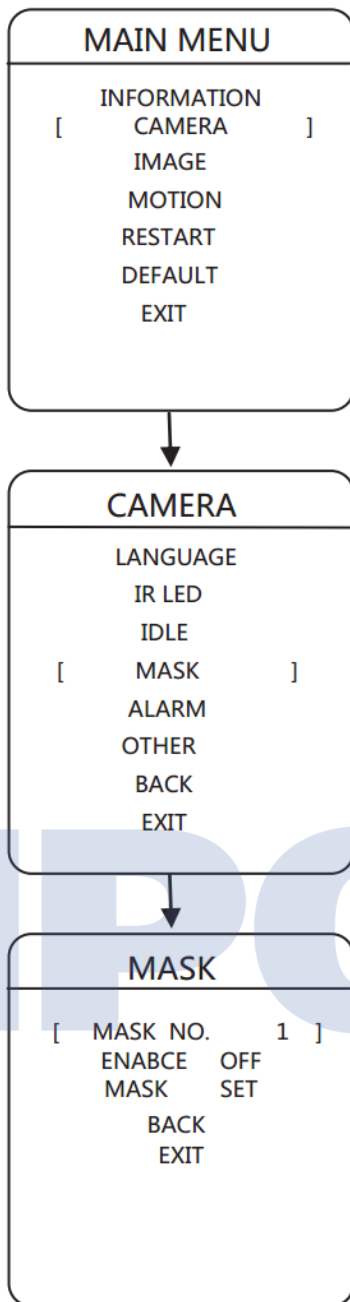 MAIN MENU
INFORMATION
[ CAMERA ]
IMAGE
MOTION
RESTART
DEFAULT
EXIT
CAMERA
LANGUAGE
IR LED
IDLE
[ MASK ]
ALARM
OTHER
BACK
EXIT
MASK
[ MASK NO. 1 ]
ENABCE OFF
MASK SET
BACK
EXIT